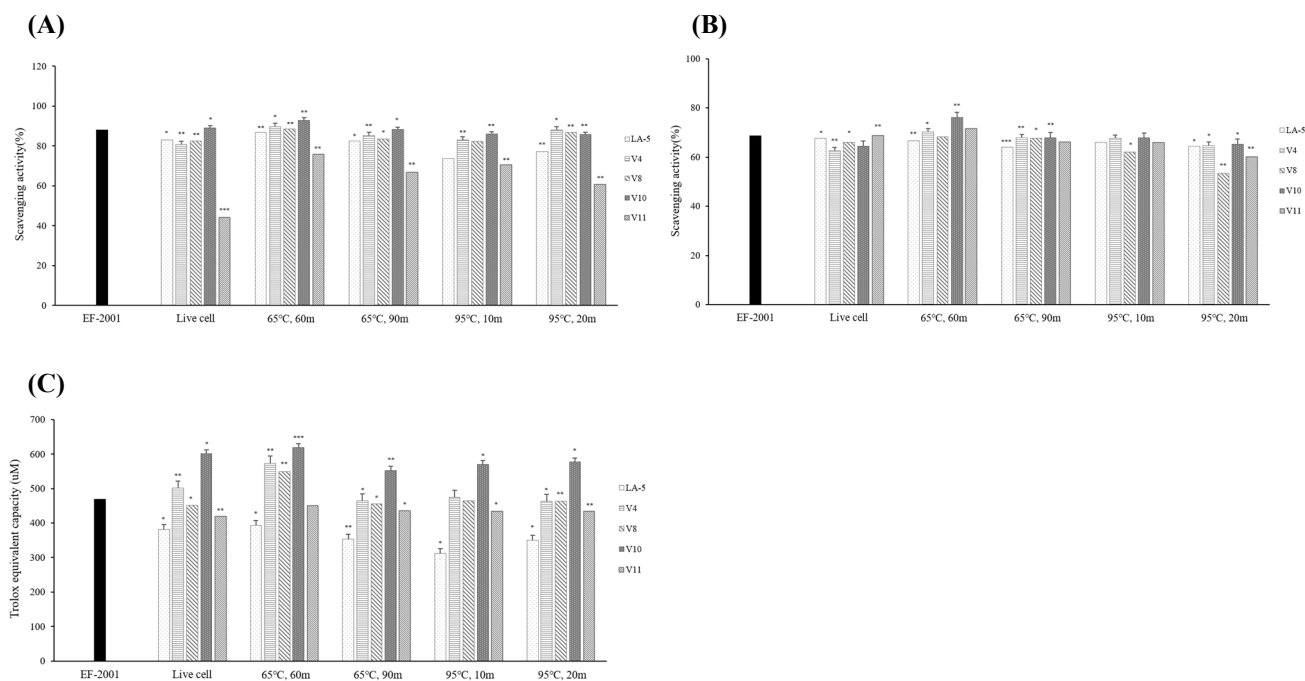 (A)
120
100
80
60
40
20
0
Scavenging activity(%)
* ** ** * ***
** * ** ** **
* ** * * **
** ** **
** * ** ** **
LA-5
V4
V8
V10
V11
EF-2001 Live cell 65℃, 60m 65℃, 90m 95℃, 10m 95℃, 20m
(B)
100
80
60
40
20
0
Scavenging activity(%)
* ** * **
** * **
*** ** * **
*
* * ** * **
LA-5
V4
V8
V10
V11
EF-2001 Live cell 65℃, 60m 65℃, 90m 95℃, 10m 95℃, 20m
(C)
700
600
500
400
300
200
100
0
Trolox equivalent capacity (uM)
* ** * * **
* ** ** ***
** * * ** *
* * *
* * ** * **
LA-5
V4
V8
V10
V11
EF-2001 Live cell 65℃, 60m 65℃, 90m 95℃, 10m 95℃, 20m